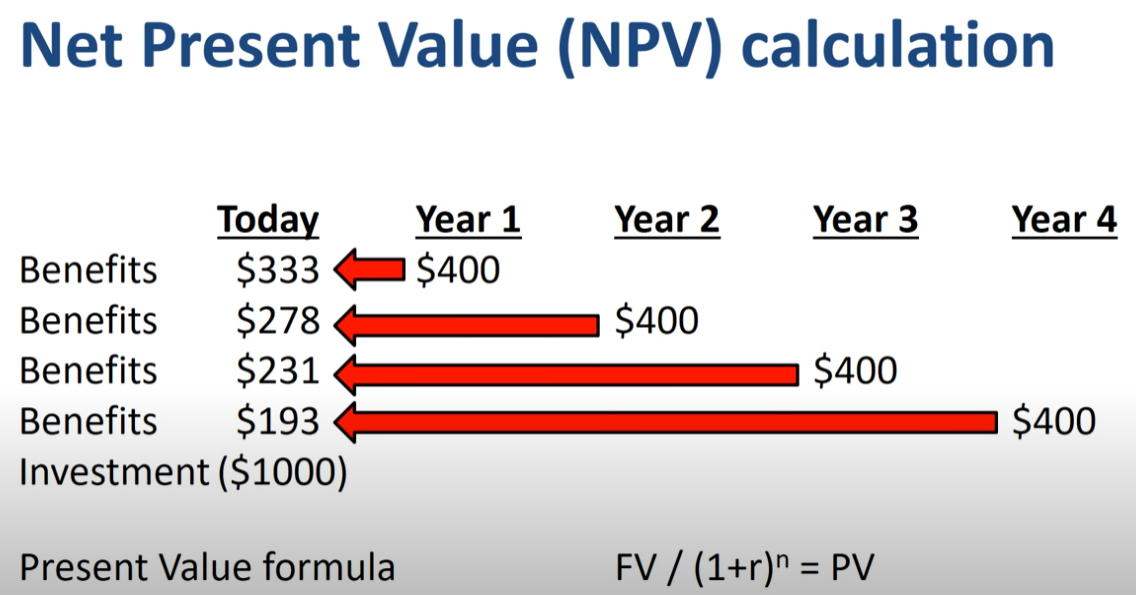 Net Present Value (NPV) calculation
Today Year 1 Year 2 Year 3 Year 4
Benefits $333 $400
Benefits $278 $400
Benefits $231 $400
Benefits $193 $400
Investment ($1000)
Present Value formula FV / (1+r)ⁿ = PV